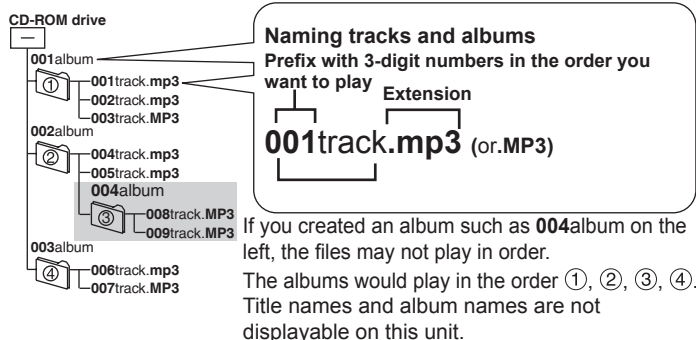 CD-ROM drive
001album
①
001track.mp3
002track.mp3
003track.MP3
002album
②
004track.mp3
005track.mp3
004album
③
008track.MP3
009track.MP3
003album
④
006track.mp3
007track.MP3
Naming tracks and albums
Prefix with 3-digit numbers in the order you
want to play
Extension
001track.mp3 (or.MP3)
If you created an album such as 004album on the
left, the files may not play in order.
The albums would play in the order ①, ②, ③, ④.
Title names and album names are not
displayable on this unit.